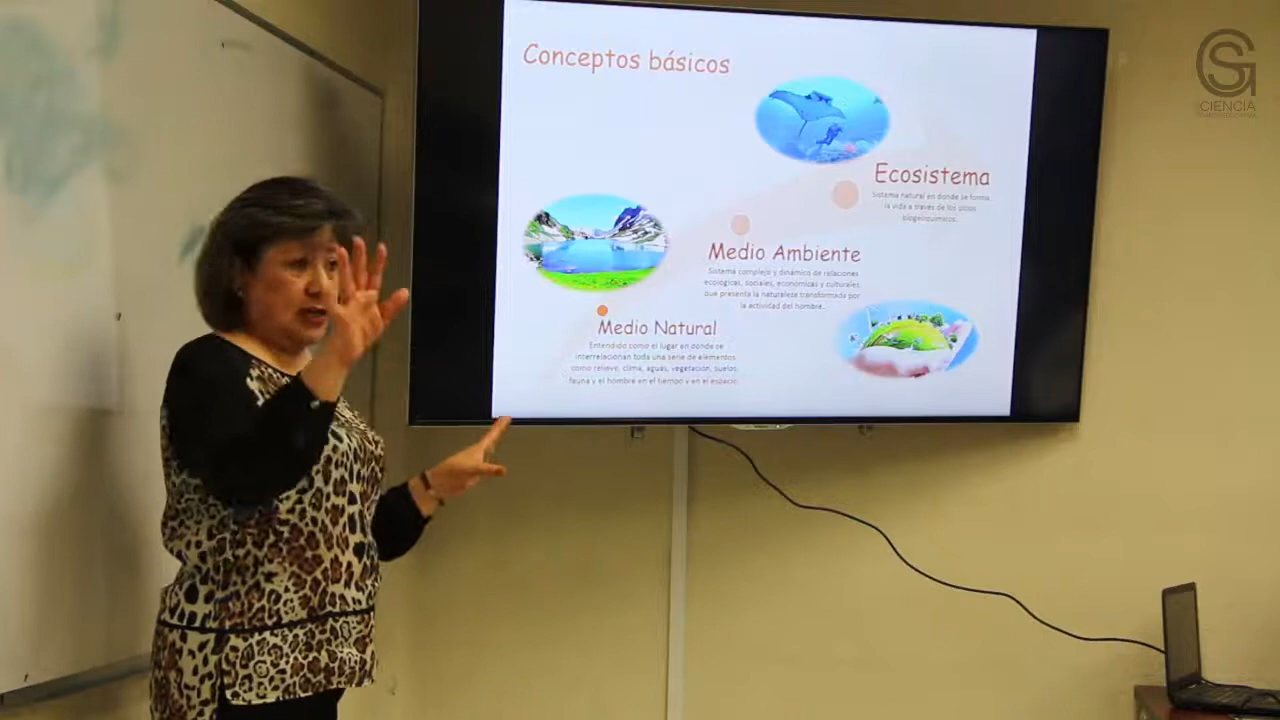 Conceptos básicos
Ecosistema
Sistema natural en donde se forma
la vida a través de los ciclos
biogeoquímicos.
Medio Ambiente
Sistema complejo y dinámico de relaciones
ecológicas, sociales, económicas y culturales
que presenta la naturaleza transformada por
la actividad del hombre.
Medio Natural
Entendido como el lugar en donde se
interrelacionan toda una serie de elementos
como relieve, clima, aguas, vegetación, suelos
fauna y el hombre en el tiempo y en el espacio.
CIENCIA